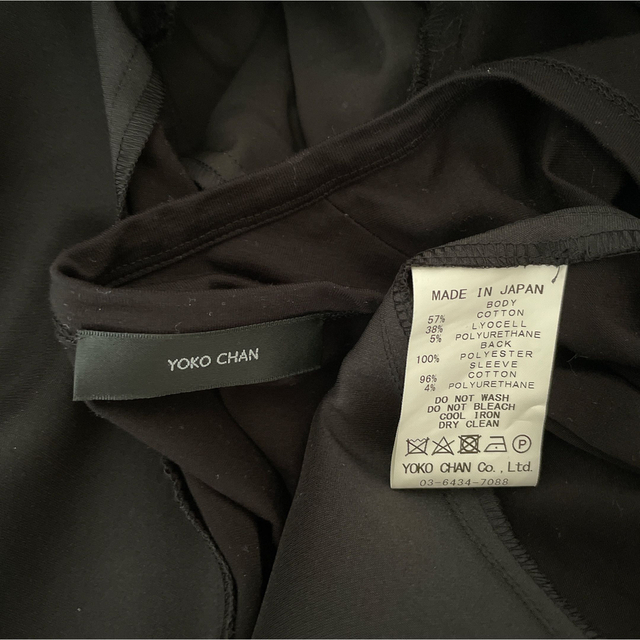 YOKO CHAN
MADE IN JAPAN
BODY
57% COTTON
38% LYOCELL
5% POLYURETHANE
BACK
100% POLYESTER
SLEEVE
96% COTTON
4% POLYURETHANE
DO NOT WASH
DO NOT BLEACH
COOL IRON
DRY CLEAN
P
YOKO CHAN Co., Ltd.
03-6434-7088